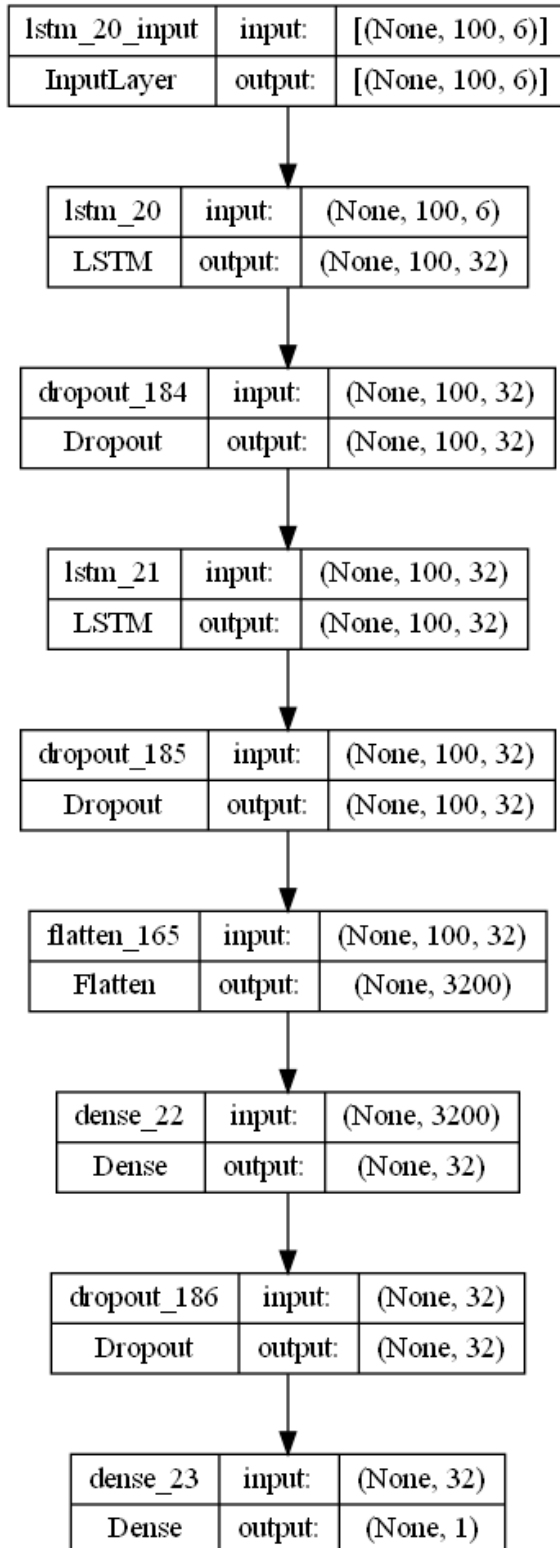 lstm_20_input input: [(None, 100, 6)]
InputLayer output: [(None, 100, 6)]
lstm_20 input: (None, 100, 6)
LSTM output: (None, 100, 32)
dropout_184 input: (None, 100, 32)
Dropout output: (None, 100, 32)
lstm_21 input: (None, 100, 32)
LSTM output: (None, 100, 32)
dropout_185 input: (None, 100, 32)
Dropout output: (None, 100, 32)
flatten_165 input: (None, 100, 32)
Flatten output: (None, 3200)
dense_22 input: (None, 3200)
Dense output: (None, 32)
dropout_186 input: (None, 32)
Dropout output: (None, 32)
dense_23 input: (None, 32)
Dense output: (None, 1)